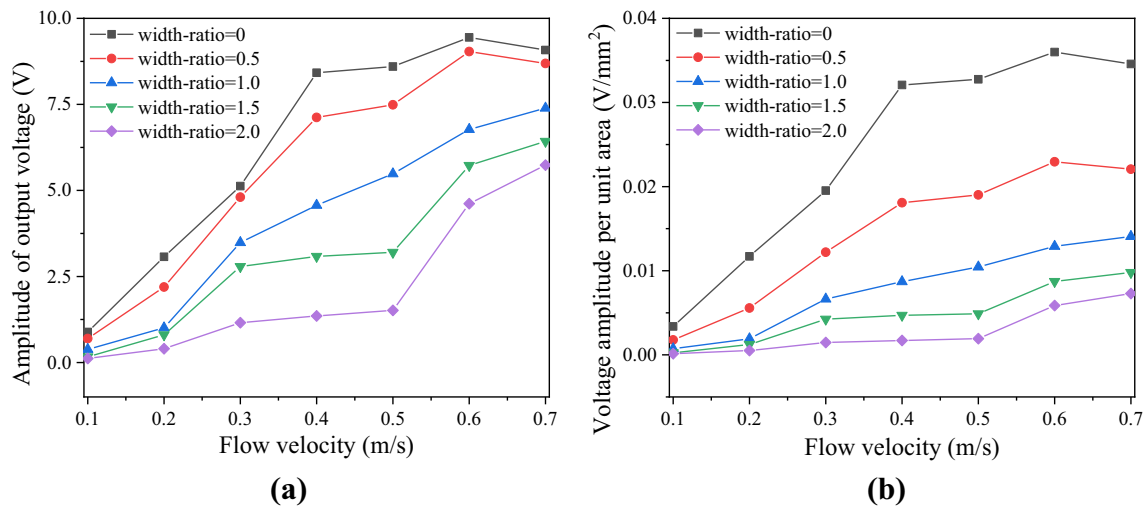 10.0
7.5
5.0
2.5
0.0
Amplitude of output voltage (V)
width-ratio=0
width-ratio=0.5
width-ratio=1.0
width-ratio=1.5
width-ratio=2.0
0.1 0.2 0.3 0.4 0.5 0.6 0.7
Flow velocity (m/s)
(a)
0.04
0.03
0.02
0.01
0.00
Voltage amplitude per unit area (V/mm²)
width-ratio=0
width-ratio=0.5
width-ratio=1.0
width-ratio=1.5
width-ratio=2.0
0.1 0.2 0.3 0.4 0.5 0.6 0.7
Flow velocity (m/s)
(b)